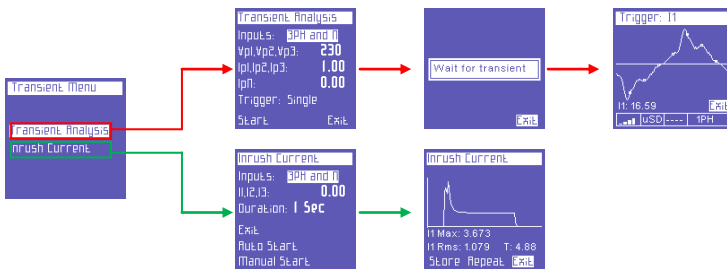 Transient Menu
Transient Analysis
Inrush Current
Transient Analysis
Inputs: 3PH and N
Vp1,Vp2,Vp3: 230
Ip1,Ip2,Ip3: 1.00
Ipn: 0.00
Trigger: Single
Start Exit
Wait for transient
Exit
Trigger: I1
I1: 16.59 Exit
uSD ---- 1PH
Inrush Current
Inputs: 3PH and N
I1,I2,I3: 0.00
Duration: 1 Sec
Exit
Auto Start
Manual Start
Inrush Current
I1 Max: 3.673
I1 Rms: 1.079 T: 4.88
Store Repeat Exit